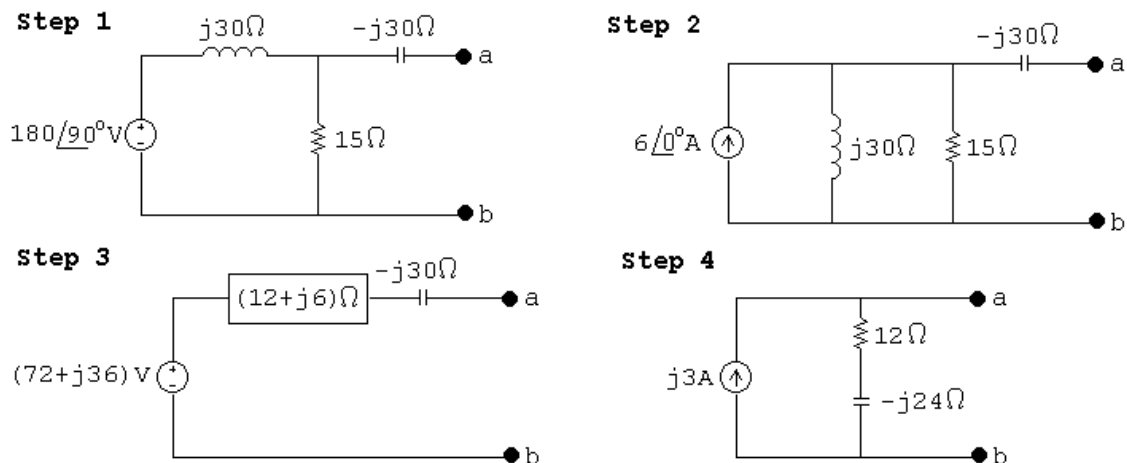 Step 1
j30Ω
-j30Ω
a
180/90°V
+
-
15Ω
b
Step 2
-j30Ω
a
6/0°A
j30Ω
15Ω
b
Step 3
-j30Ω
(12+j6)Ω
a
(72+j36)V
+
-
b
Step 4
a
12Ω
j3A
-j24Ω
b